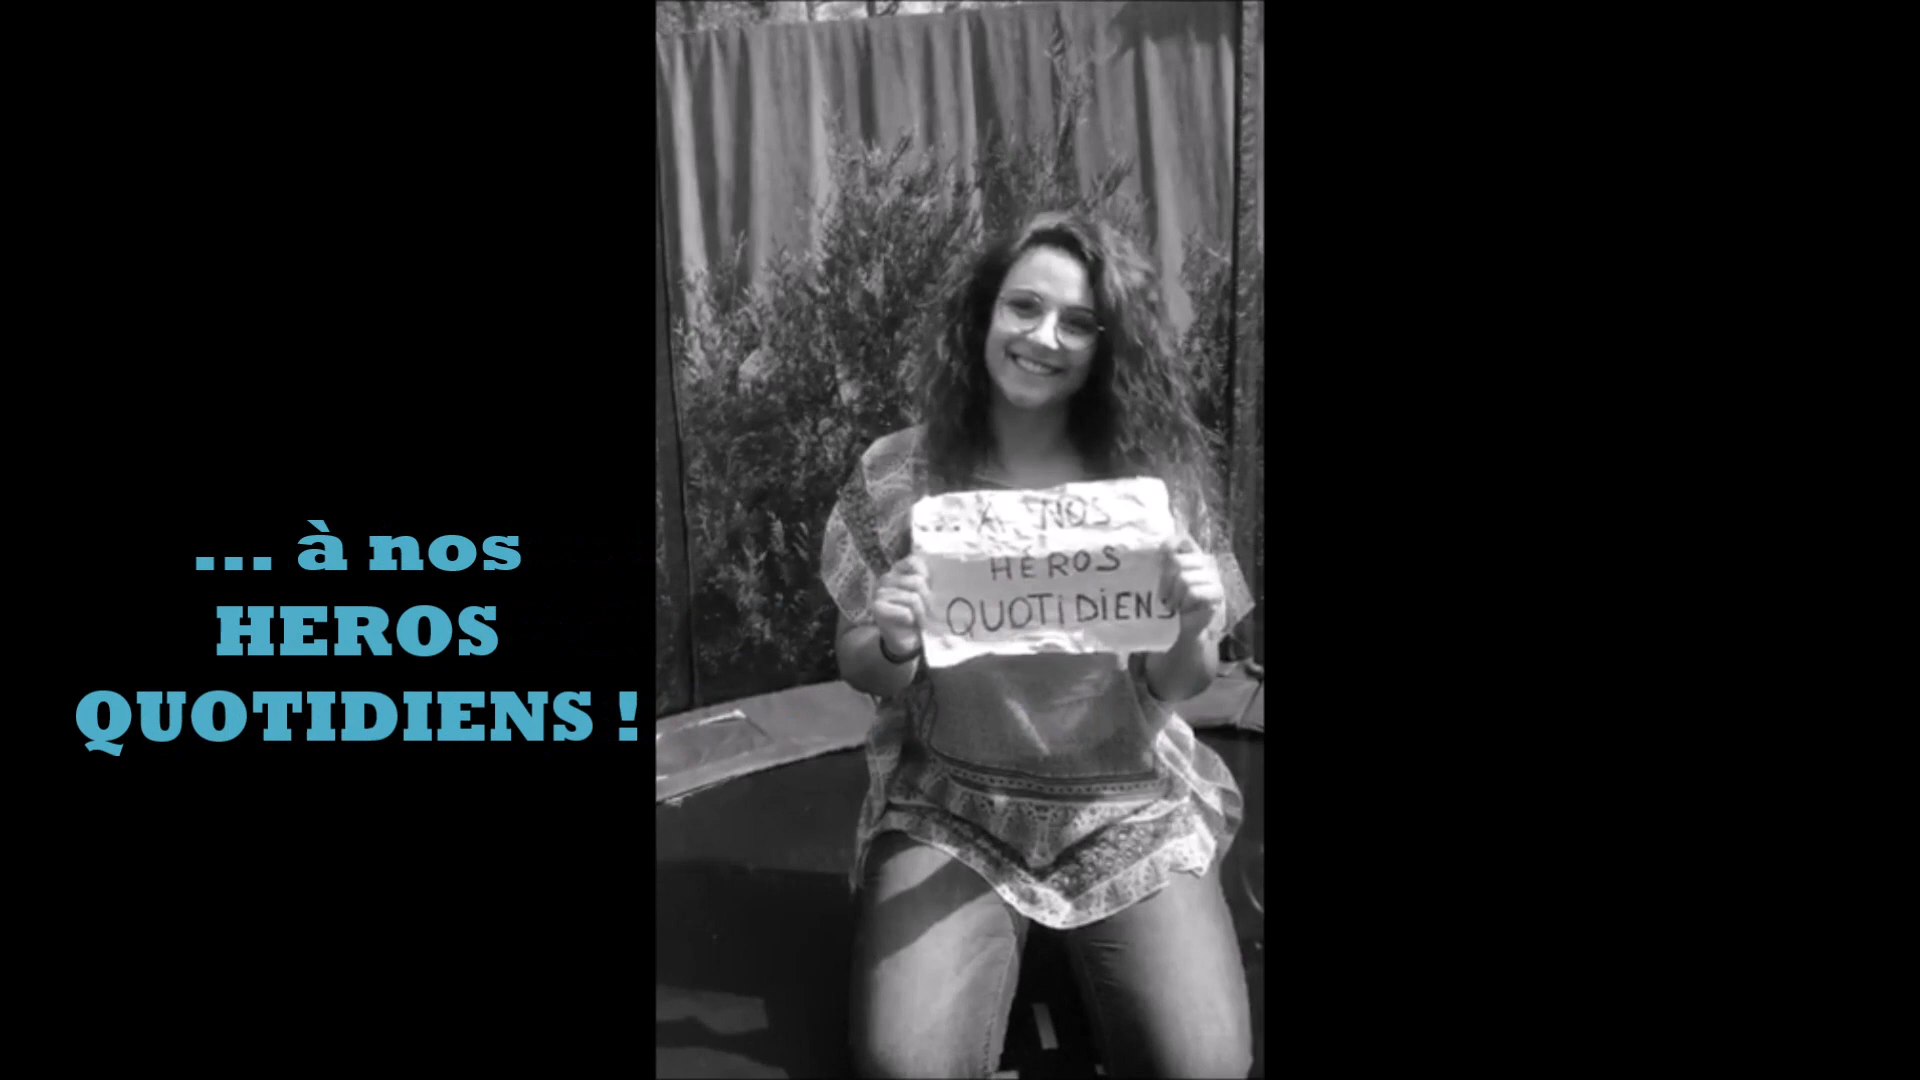 ... à nos
HEROS
QUOTIDIENS !
... À NOS
HÉROS
QUOTIDIENS